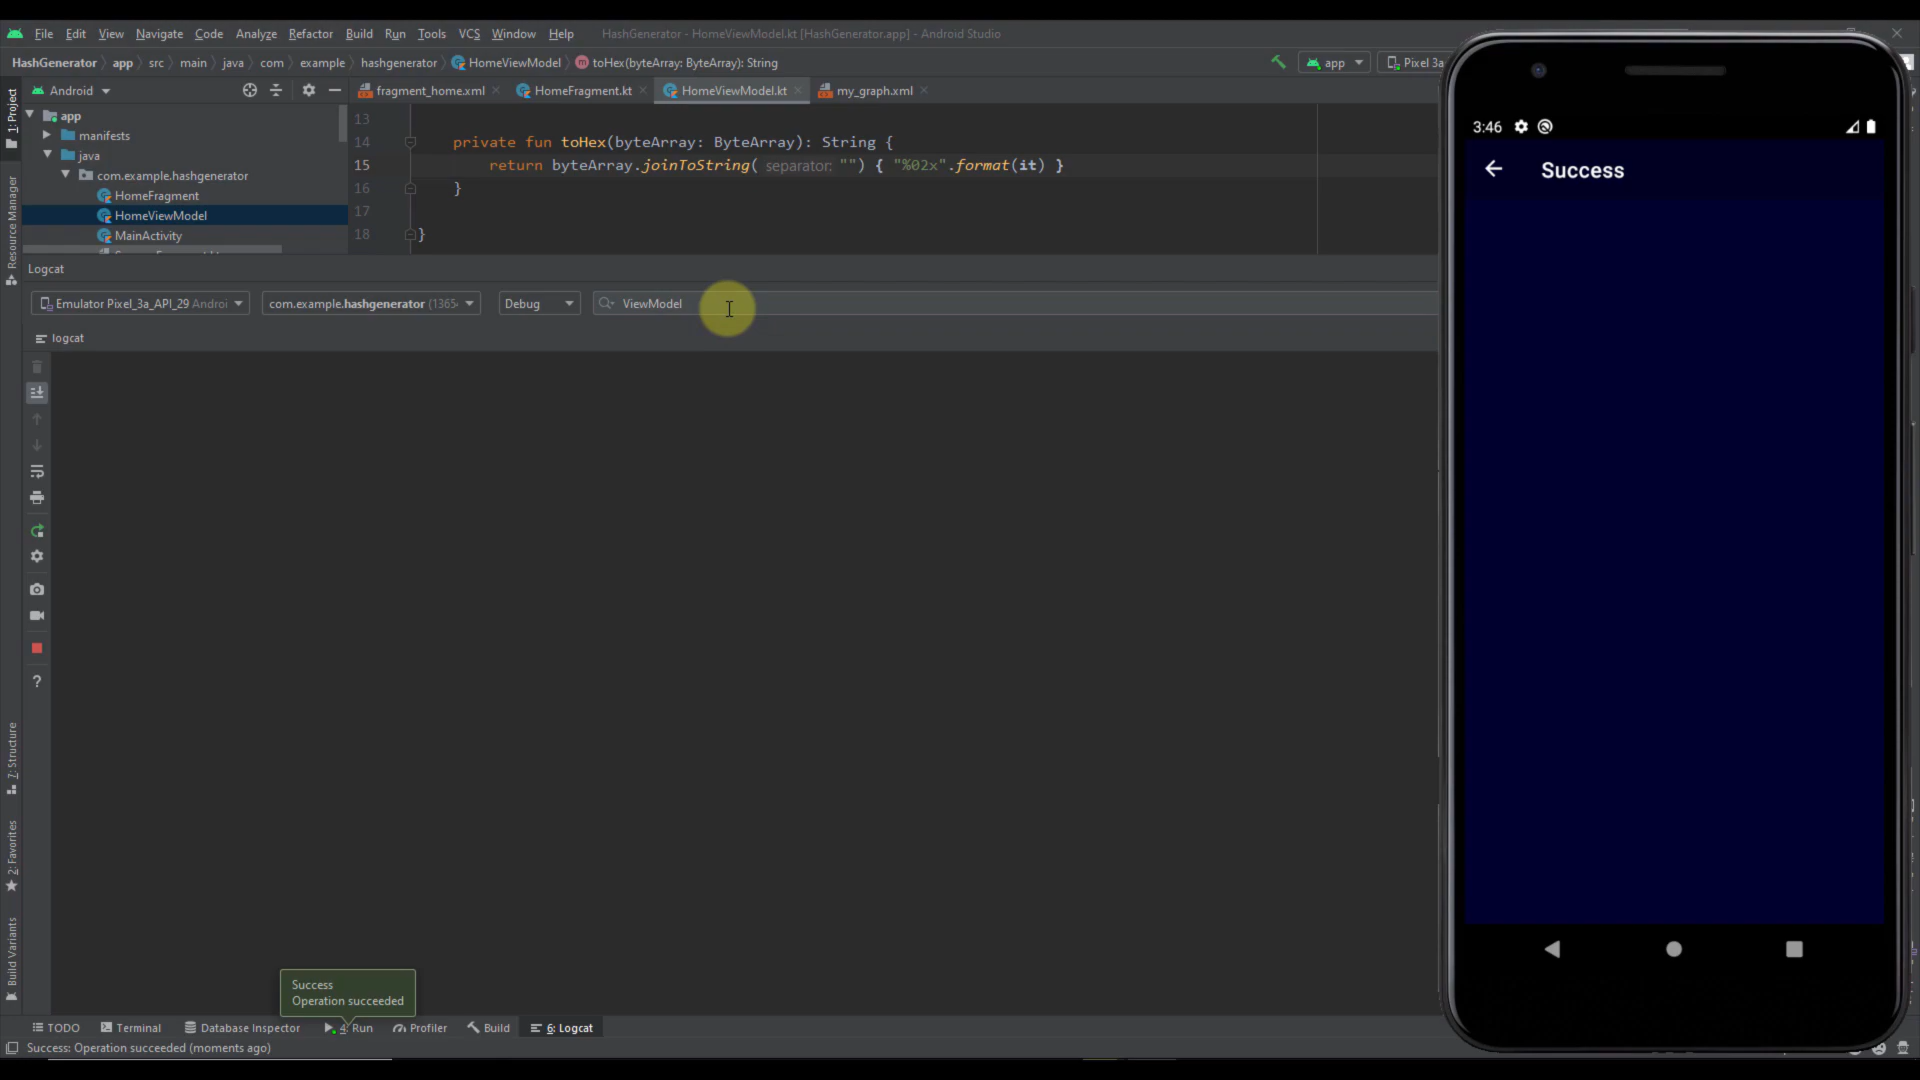 File Edit View Navigate Code Analyze Refactor Build Run Tools VCS Window Help HashGenerator - HomeViewModel.kt [HashGenerator.app] - Android Studio
HashGenerator app src main java com example hashgenerator HomeViewModel toHex(byteArray: ByteArray): String app Pixel 3a
Android fragment_home.xml HomeFragment.kt HomeViewModel.kt my_graph.xml
1: Project
Resource Manager
7: Structure
2: Favorites
Build Variants
app
manifests
java
com.example.hashgenerator
HomeFragment
HomeViewModel
MainActivity
13
14 private fun toHex(byteArray: ByteArray): String {
15 return byteArray.joinToString( separator: "") { "%02x".format(it) }
16 }
17
18 }
Logcat
Emulator Pixel_3a_API_29 Androi com.example.hashgenerator (1365 Debug ViewModel
logcat
?
Success
Operation succeeded
TODO Terminal Database Inspector 4: Run Profiler Build 6: Logcat
Success: Operation succeeded (moments ago)
3:46
Success